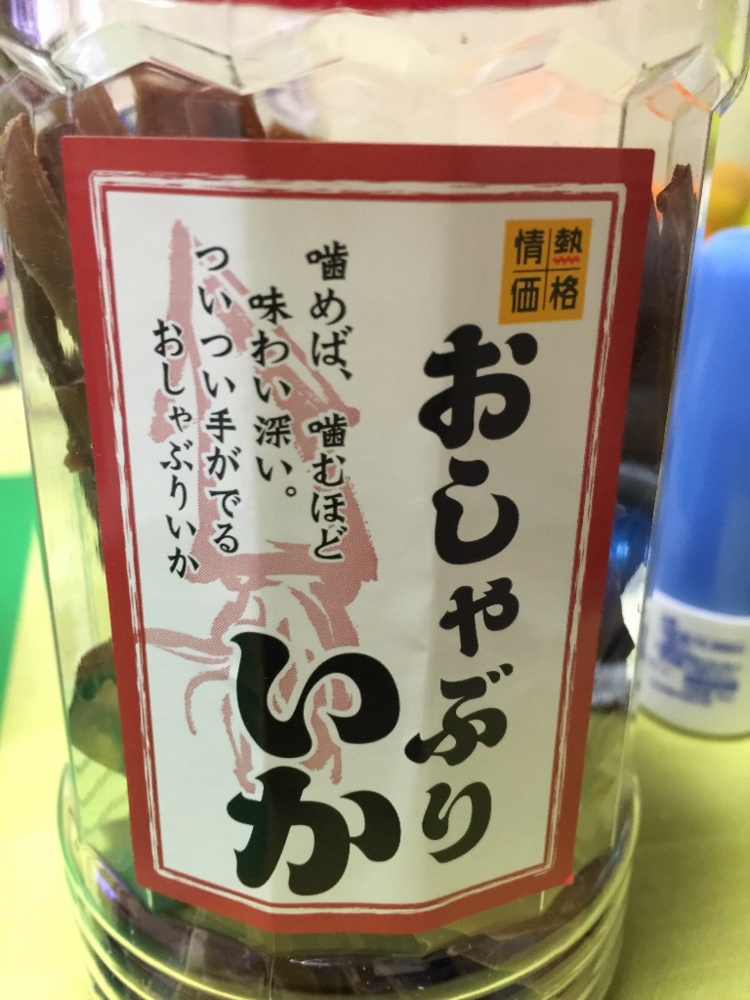 情熱
価格
おしゃぶり
いか
噛めば、噛むほど
味わい深い。
ついつい手がでる
おしゃぶりいか